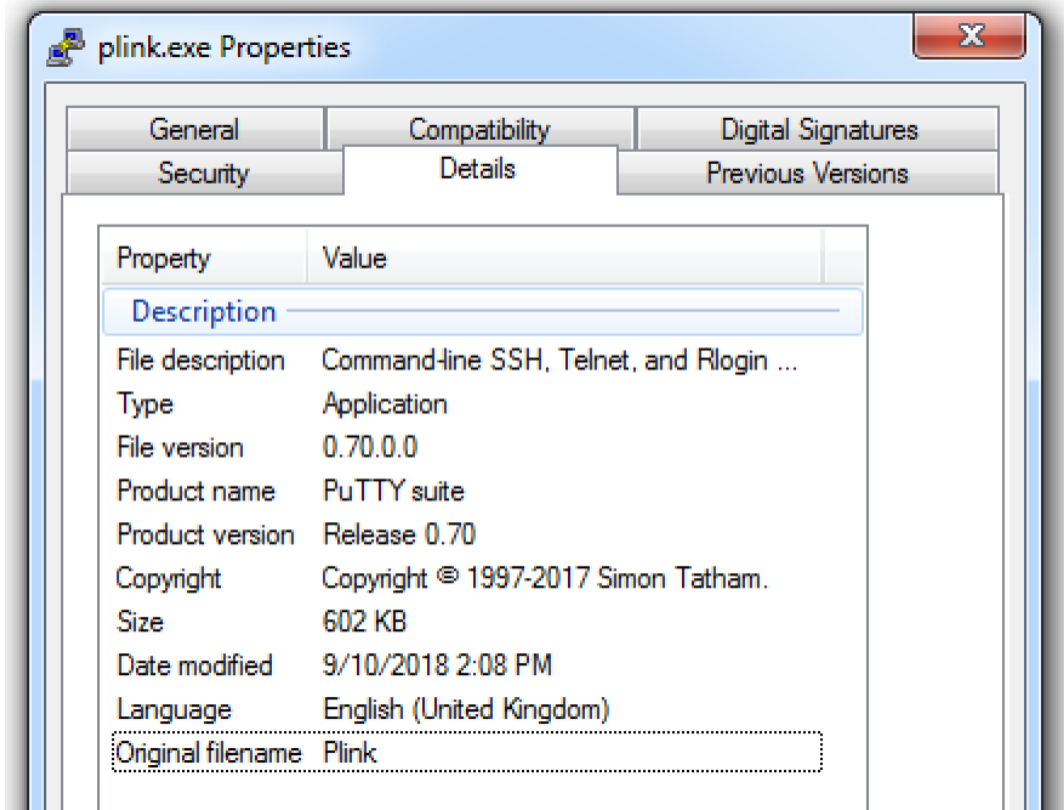 plink.exe Properties
General Compatibility Digital Signatures
Security Details Previous Versions
Property Value
Description
File description Command-line SSH, Telnet, and Rlogin ...
Type Application
File version 0.70.0.0
Product name PuTTY suite
Product version Release 0.70
Copyright Copyright © 1997-2017 Simon Tatham.
Size 602 KB
Date modified 9/10/2018 2:08 PM
Language English (United Kingdom)
Original filename Plink